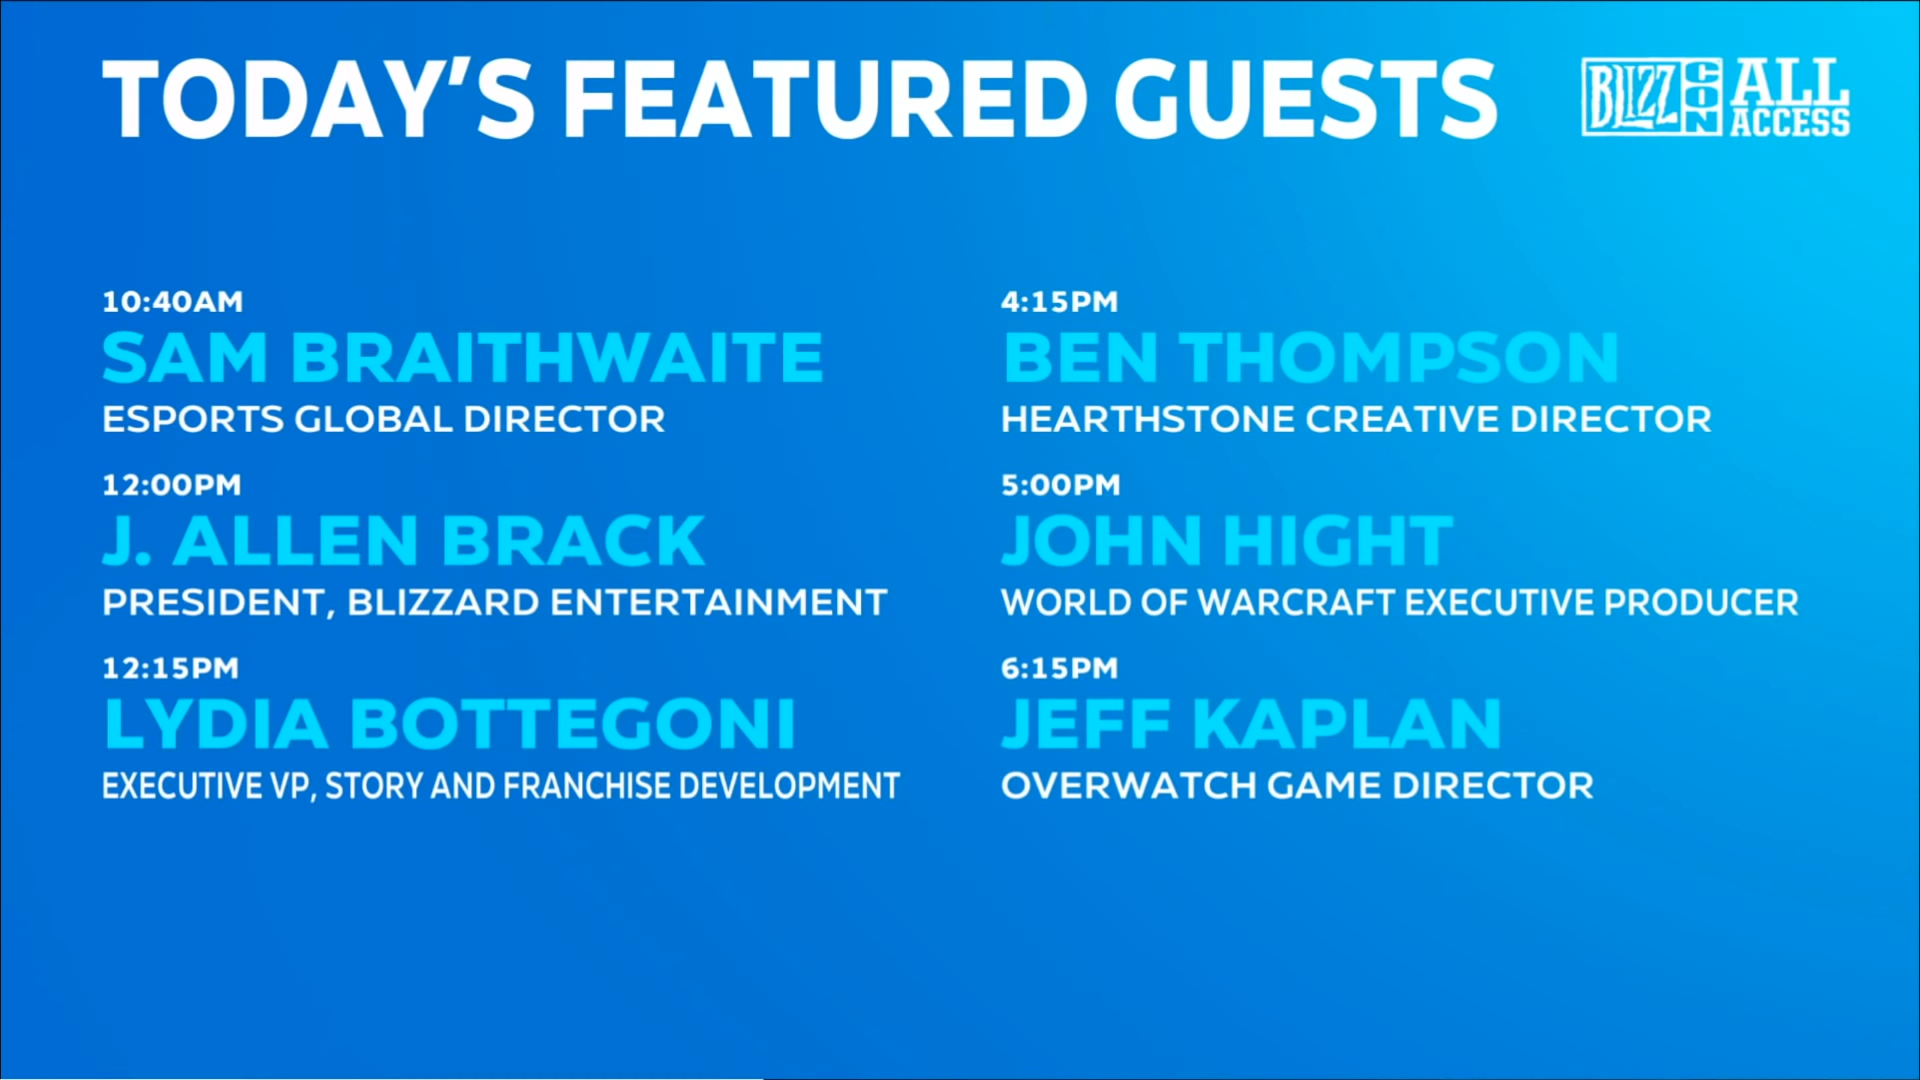 TODAY'S FEATURED GUESTS
BLIZZCON ALL ACCESS
10:40AM
SAM BRAITHWAITE
ESPORTS GLOBAL DIRECTOR
12:00PM
J. ALLEN BRACK
PRESIDENT, BLIZZARD ENTERTAINMENT
12:15PM
LYDIA BOTTEGONI
EXECUTIVE VP, STORY AND FRANCHISE DEVELOPMENT
4:15PM
BEN THOMPSON
HEARTHSTONE CREATIVE DIRECTOR
5:00PM
JOHN HIGHT
WORLD OF WARCRAFT EXECUTIVE PRODUCER
6:15PM
JEFF KAPLAN
OVERWATCH GAME DIRECTOR